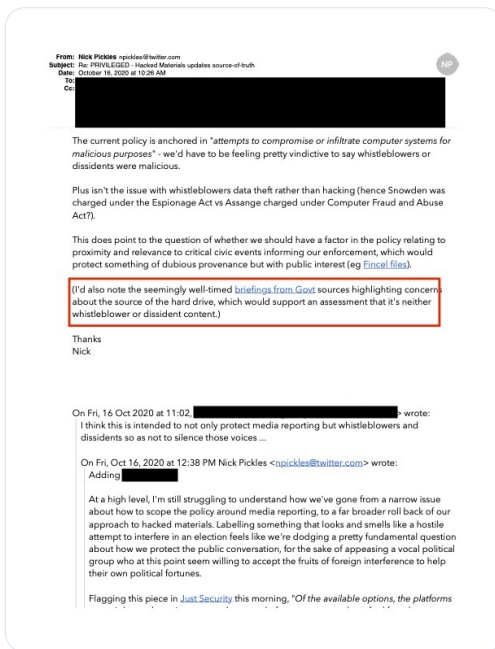 From: Nick Pickles npickles@twitter.com
Subject: Re: PRIVILEGED - Hacked Materials updates source-of-truth
Date: October 16, 2020 at 10:26 AM
To:
Cc:
NP
The current policy is anchored in "attempts to compromise or infiltrate computer systems for
malicious purposes" - we'd have to be feeling pretty vindictive to say whistleblowers or
dissidents were malicious.
Plus isn't the issue with whistleblowers data theft rather than hacking (hence Snowden was
charged under the Espionage Act vs Assange charged under Computer Fraud and Abuse
Act?).
This does point to the question of whether we should have a factor in the policy relating to
proximity and relevance to critical civic events informing our enforcement, which would
protect something of dubious provenance but with public interest (eg Fincel files).
(I'd also note the seemingly well-timed briefings from Govt sources highlighting concerns
about the source of the hard drive, which would support an assessment that it's neither
whistleblower or dissident content.)
Thanks
Nick
On Fri, 16 Oct 2020 at 11:02, > wrote:
I think this is intended to not only protect media reporting but whistleblowers and
dissidents so as not to silence those voices ...
On Fri, Oct 16, 2020 at 12:38 PM Nick Pickles <npickles@twitter.com> wrote:
Adding
At a high level, I'm still struggling to understand how we've gone from a narrow issue
about how to scope the policy around media reporting, to a far broader roll back of our
approach to hacked materials. Labelling something that looks and smells like a hostile
attempt to interfere in an election feels like we're dodging a pretty fundamental question
about how we protect the public conversation, for the sake of appeasing a vocal political
group who at this point seem willing to accept the fruits of foreign interference to help
their own political fortunes.
Flagging this piece in Just Security this morning, "Of the available options, the platforms